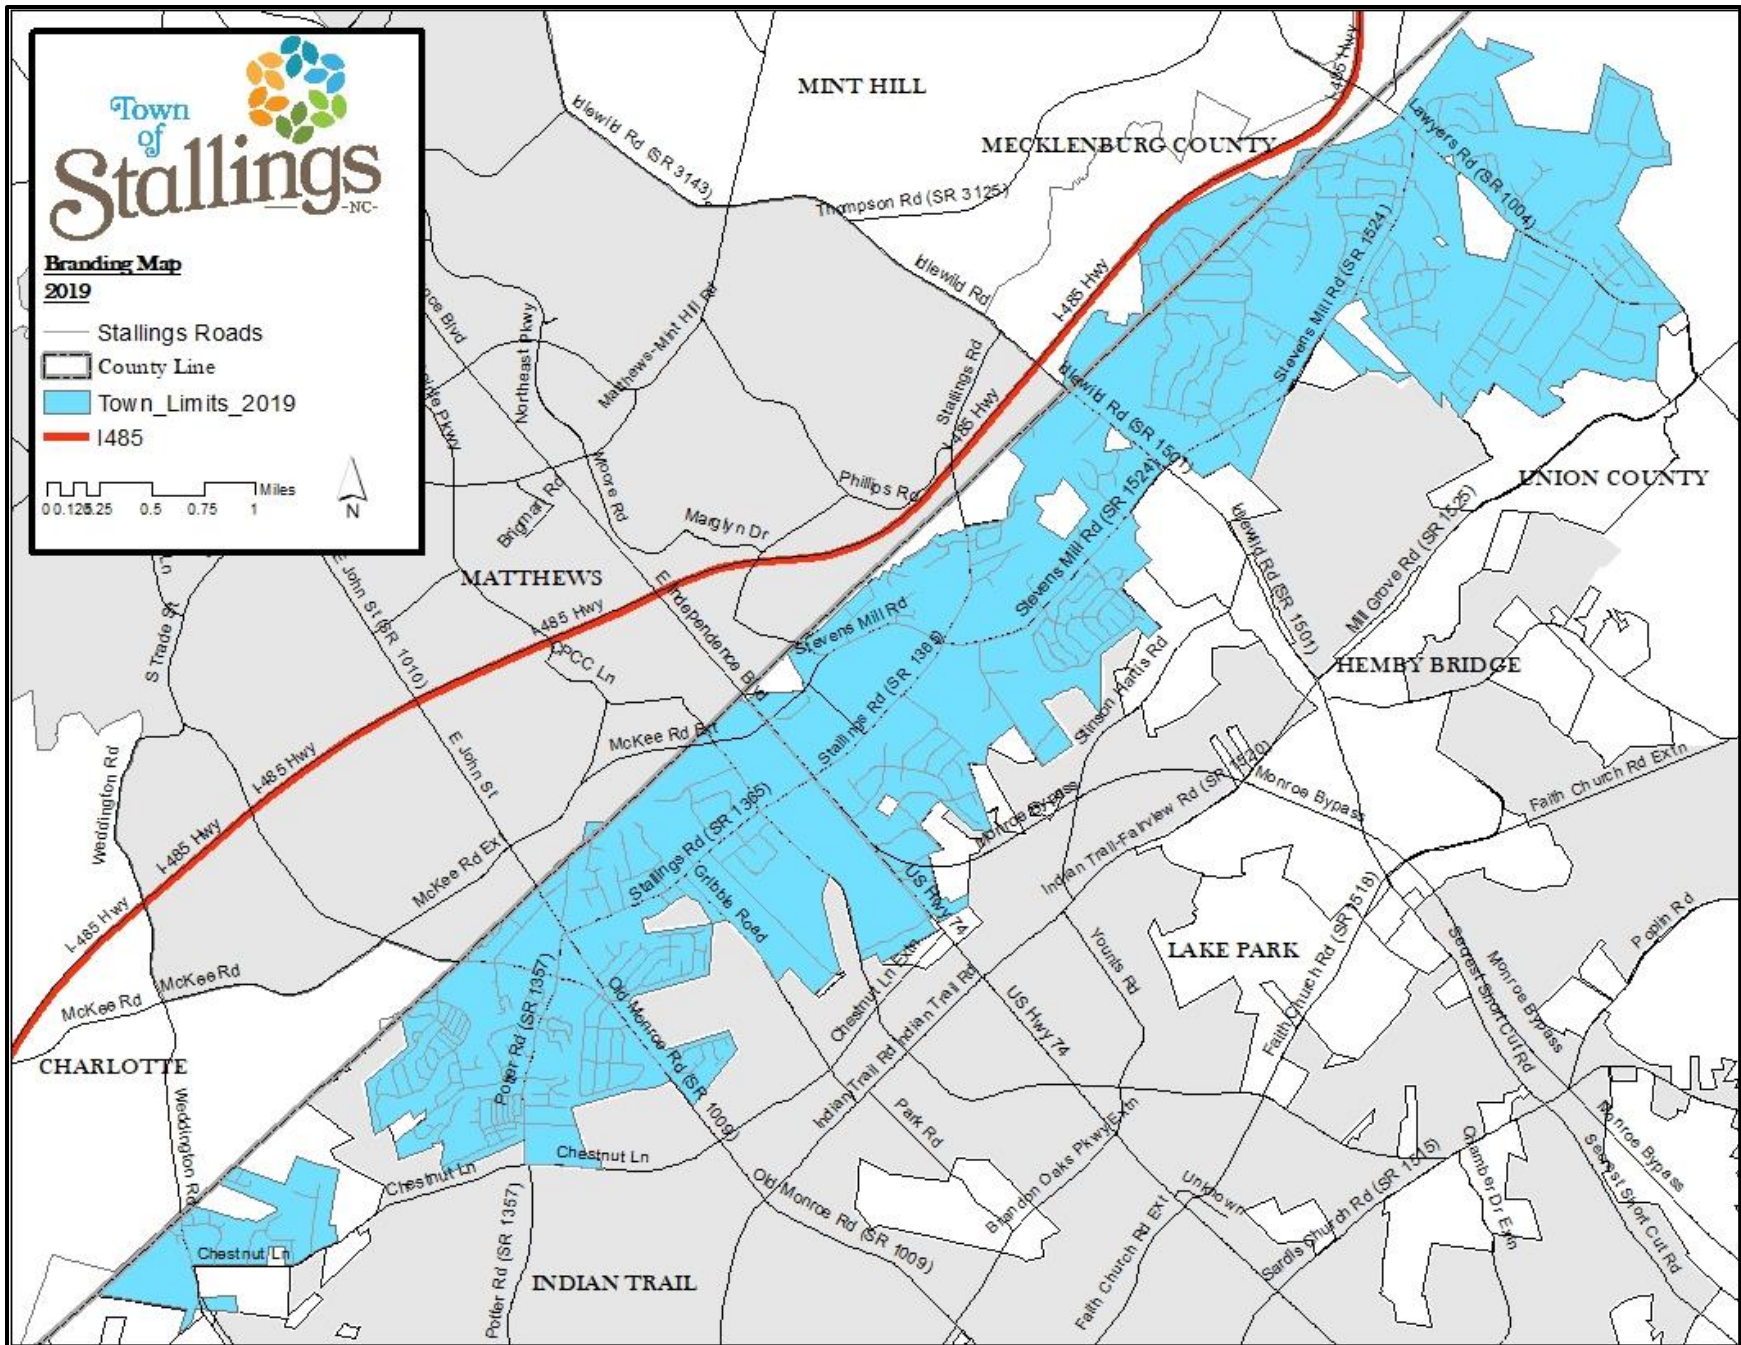 Town
of
Stallings
-NC-
Branding Map
2019
Stallings Roads
County Line
Town_Limits_2019
I485
Miles
0 0.125 0.25 0.5 0.75 1
N
MINT HILL
MECKLENBURG COUNTY
I-485 Hwy
Lawyers Rd (SR 1004)
Idlewild Rd (SR 3143)
Thompson Rd (SR 3125)
Idlewild Rd
I-485 Hwy
Stevens Mill Rd (SR 1524)
Matthews-Mint Hill Rd
Northeast Pkwy
Stallings Rd
I-485 Hwy
Idlewild Rd (SR 1501)
Phillips Rd
Moore Rd
Brigman Rd
Marglyn Dr
UNION COUNTY
Stevens Mill Rd (SR 1524)
Idlewild Rd (SR 1501)
Mill Grove Rd (SR 1525)
MATTHEWS
E John St (SR 1010)
I-485 Hwy
E Independence Blvd
Stevens Mill Rd
S Trade St
CPCC Ln
HEMBY BRIDGE
Stinson Hartis Rd
Stallings Rd (SR 1365)
McKee Rd Ext
E John St
Weddington Rd
I-485 Hwy
Indian Trail-Fairview Rd (SR 1520)
Monroe Bypass
Faith Church Rd Extn
Monroe Bypass
Stallings Rd (SR 1365)
I-485 Hwy
McKee Rd Ext
Gribble Road
US Hwy 74
I-485 Hwy
Faith Church Rd (SR 1518)
Poplin Rd
LAKE PARK
Younts Rd
Secrest Short Cut Rd
Monroe Bypass
McKee Rd
McKee Rd
Potter Rd (SR 1357)
Old Monroe Rd (SR 1009)
Chestnut Ln Extn
Indian Trail Rd
Indian Trail Rd
US Hwy 74
CHARLOTTE
Weddington Rd
Park Rd
Brandon Oaks Pkwy Extn
Monroe Bypass
Secrest Short Cut Rd
Chamber Dr Extn
Chestnut Ln
Chestnut Ln
Old Monroe Rd (SR 1009)
Unknown
Sardis Church Rd (SR 1515)
Faith Church Rd Ext
Potter Rd (SR 1357)
Chestnut Ln
INDIAN TRAIL